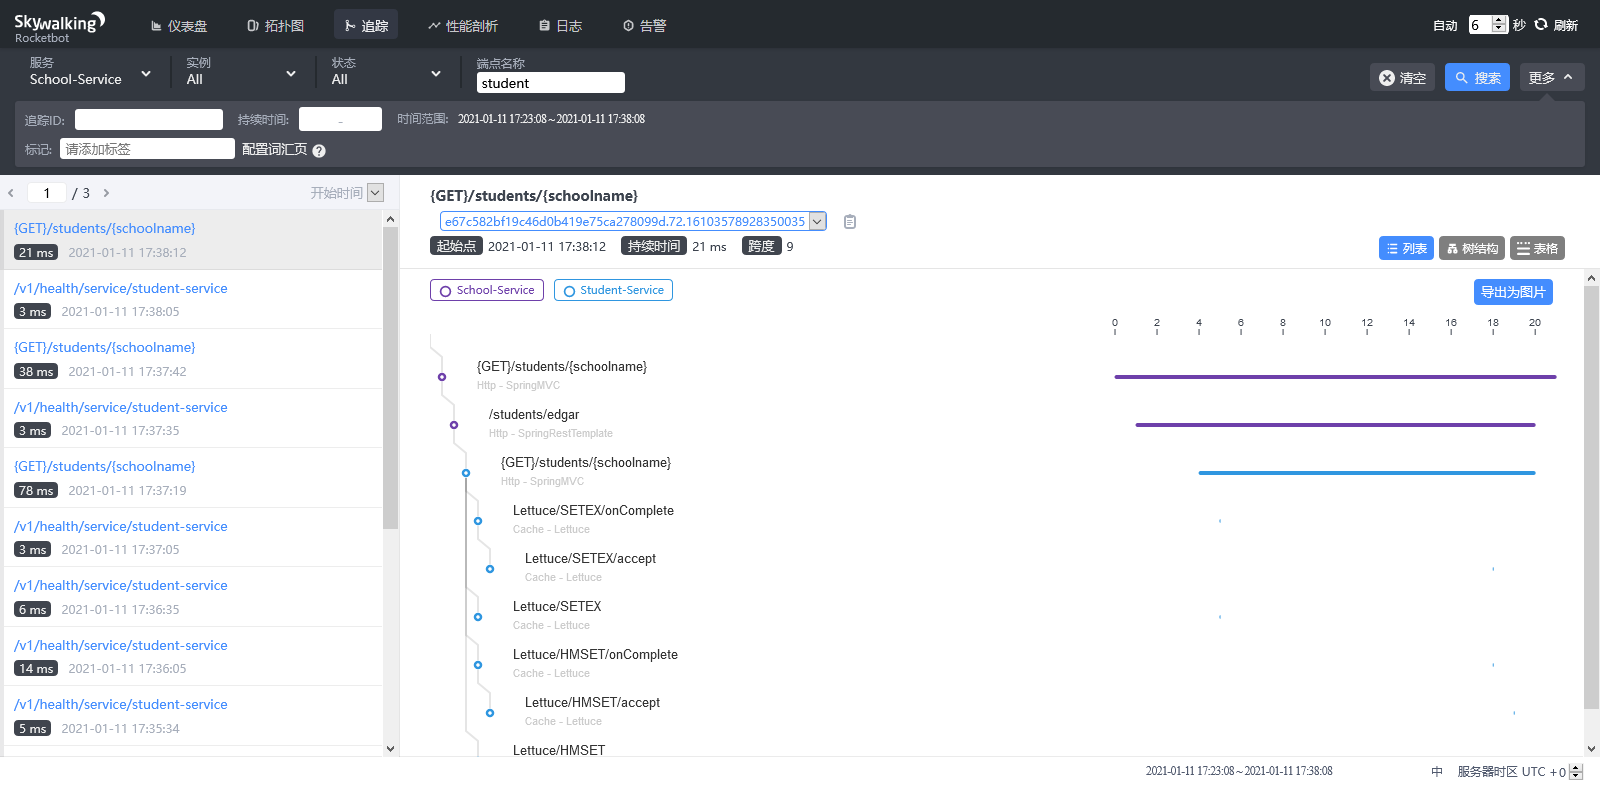 Skywalking
Rocketbot
仪表盘
拓扑图
追踪
性能剖析
日志
告警
自动 6 秒 刷新
服务
School-Service
实例
All
状态
All
端点名称
student
清空
搜索
更多
追踪ID:
持续时间: -
时间范围: 2021-01-11 17:23:08～2021-01-11 17:38:08
标记: 请添加标签
配置词汇页 ?
1 / 3
开始时间
{GET}/students/{schoolname}
21 ms 2021-01-11 17:38:12
/v1/health/service/student-service
3 ms 2021-01-11 17:38:05
{GET}/students/{schoolname}
38 ms 2021-01-11 17:37:42
/v1/health/service/student-service
3 ms 2021-01-11 17:37:35
{GET}/students/{schoolname}
78 ms 2021-01-11 17:37:19
/v1/health/service/student-service
3 ms 2021-01-11 17:37:05
/v1/health/service/student-service
6 ms 2021-01-11 17:36:35
/v1/health/service/student-service
14 ms 2021-01-11 17:36:05
/v1/health/service/student-service
5 ms 2021-01-11 17:35:34
{GET}/students/{schoolname}
e67c582bf19c46d0b419e75ca278099d.72.16103578928350035
起始点 2021-01-11 17:38:12 持续时间 21 ms 跨度 9
列表
树结构
表格
School-Service
Student-Service
导出为图片
0 2 4 6 8 10 12 14 16 18 20
{GET}/students/{schoolname}
Http - SpringMVC
/students/edgar
Http - SpringRestTemplate
{GET}/students/{schoolname}
Http - SpringMVC
Lettuce/SETEX/onComplete
Cache - Lettuce
Lettuce/SETEX/accept
Cache - Lettuce
Lettuce/SETEX
Cache - Lettuce
Lettuce/HMSET/onComplete
Cache - Lettuce
Lettuce/HMSET/accept
Cache - Lettuce
Lettuce/HMSET
2021-01-11 17:23:08～2021-01-11 17:38:08
中
服务器时区 UTC +0